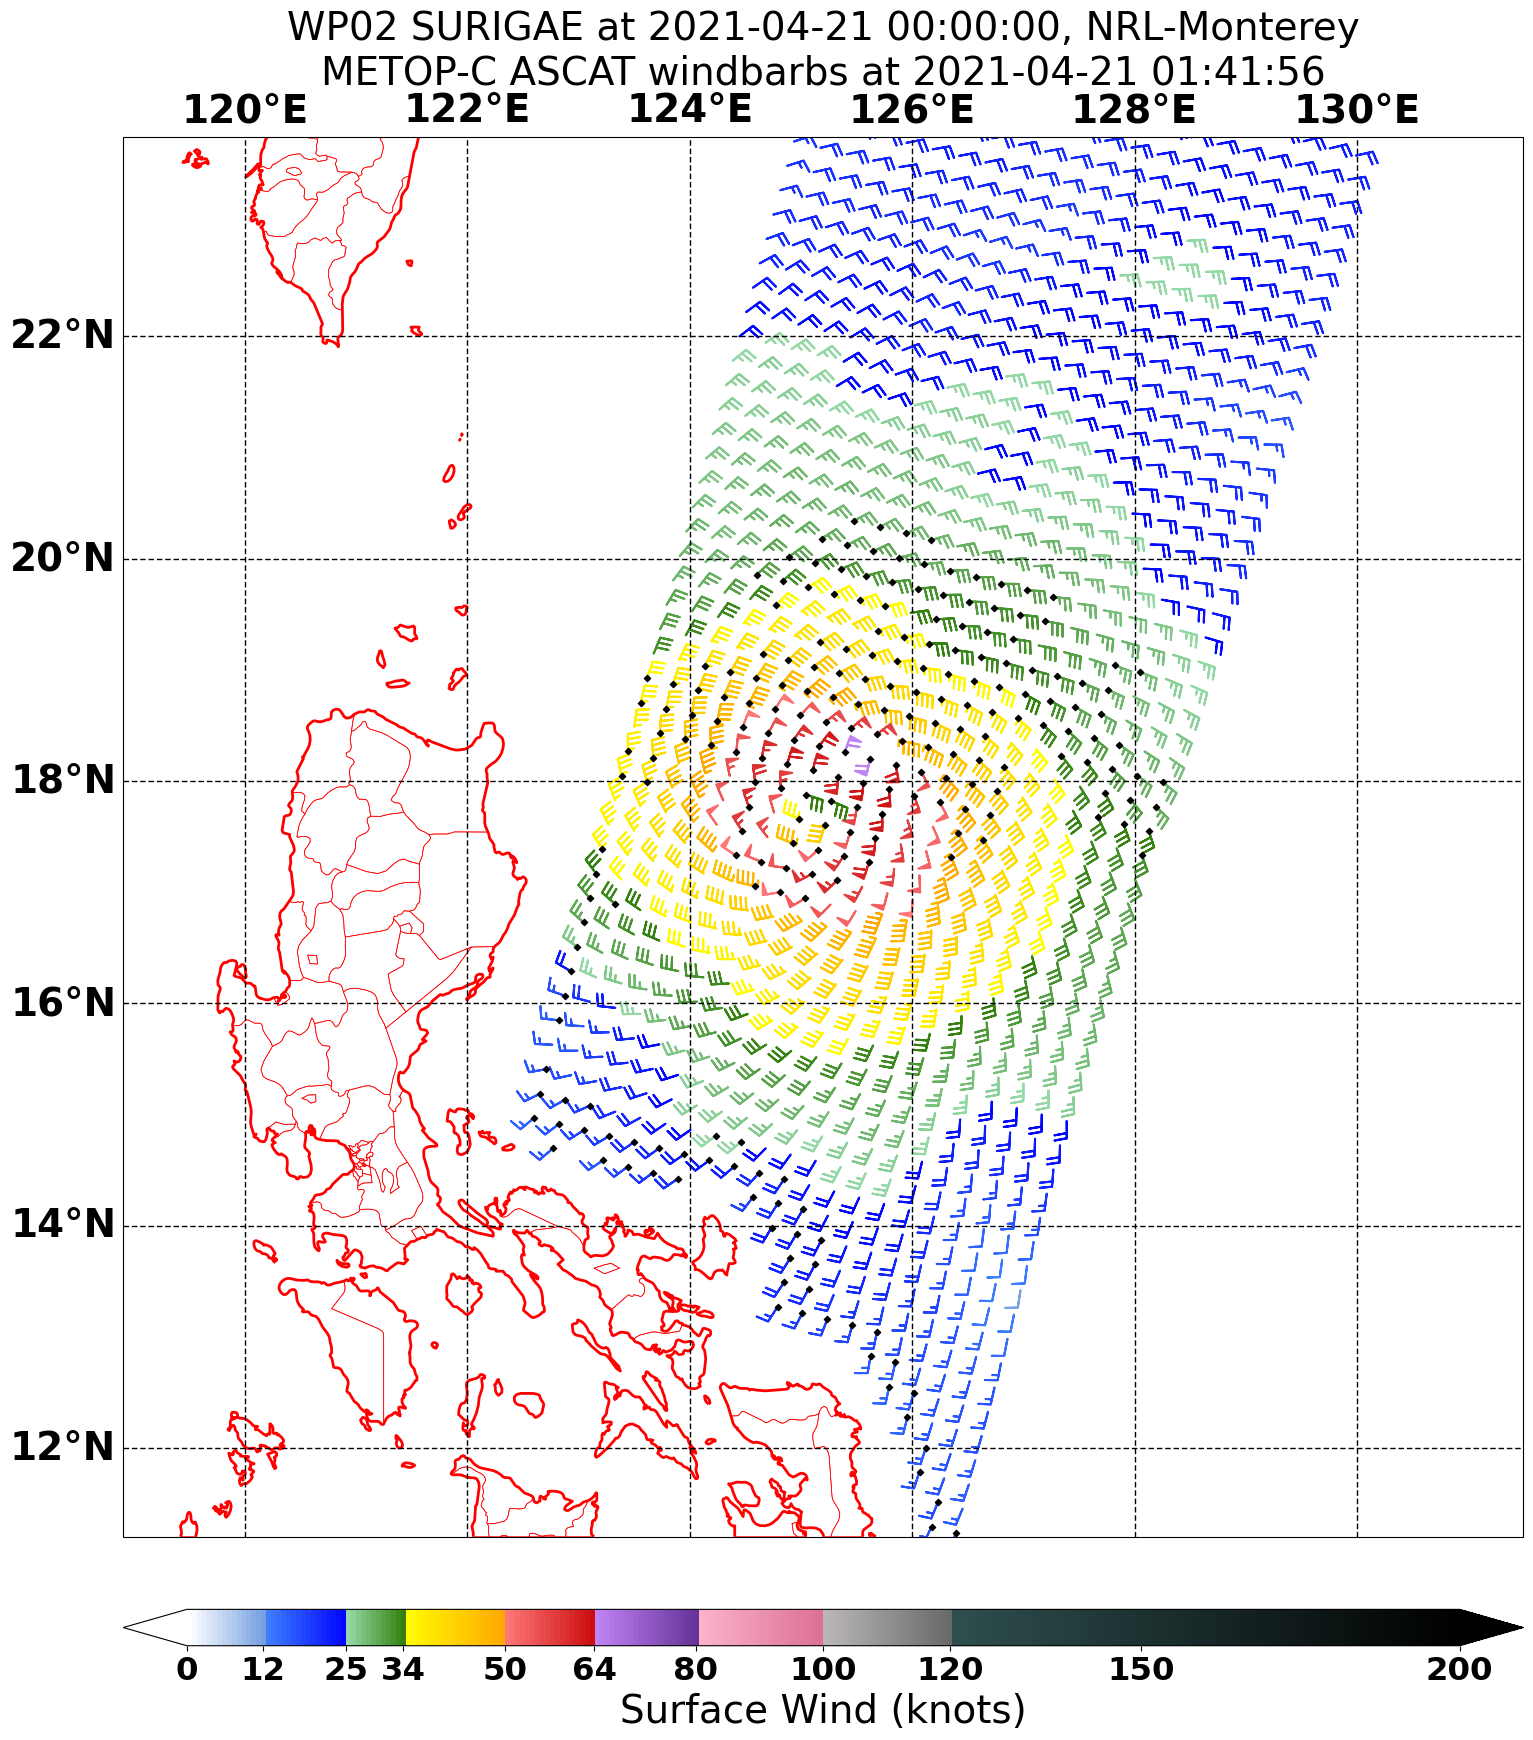 WP02 SURIGAE at 2021-04-21 00:00:00, NRL-Monterey
METOP-C ASCAT windbarbs at 2021-04-21 01:41:56
120°E 122°E 124°E 126°E 128°E 130°E
22°N
20°N
18°N
16°N
14°N
12°N
0 12 25 34 50 64 80 100 120 150 200
Surface Wind (knots)